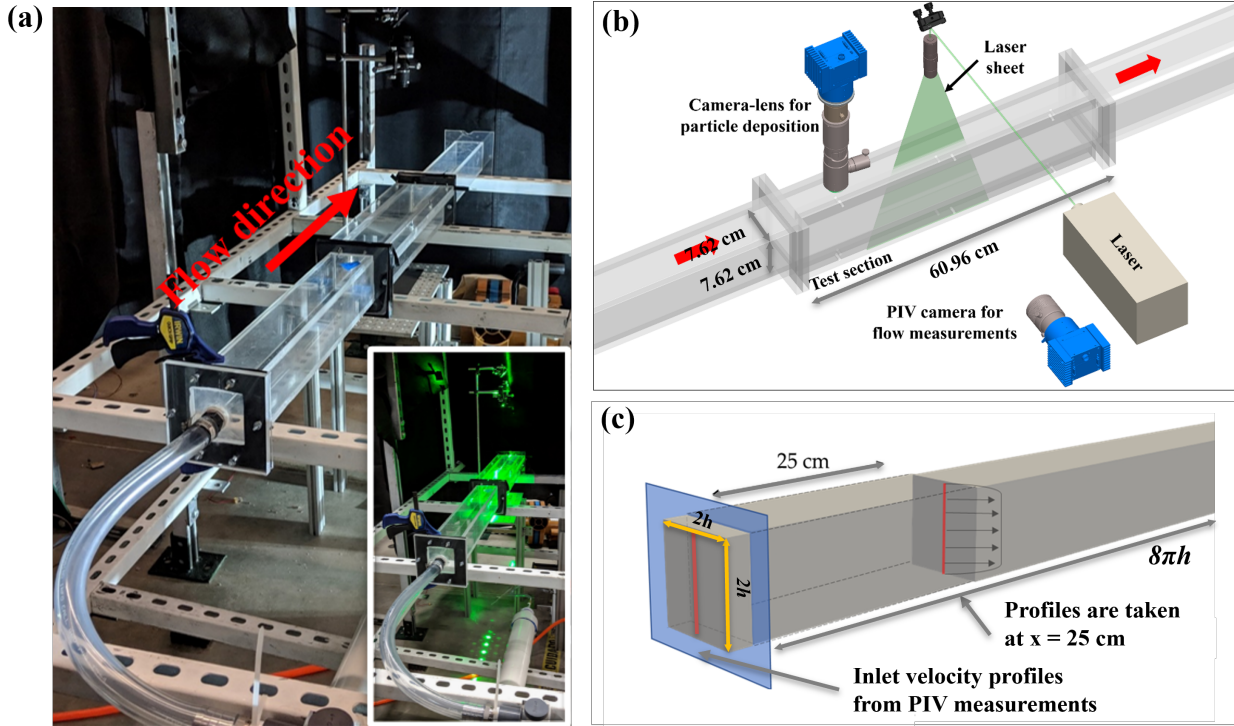 (a)
Flow direction
(b)
Camera-lens for
particle deposition
Laser
sheet
7.62 cm
7.62 cm
Test section
60.96 cm
Laser
PIV camera for
flow measurements
(c)
25 cm
2h
2h
8πh
Profiles are taken
at x = 25 cm
Inlet velocity profiles
from PIV measurements